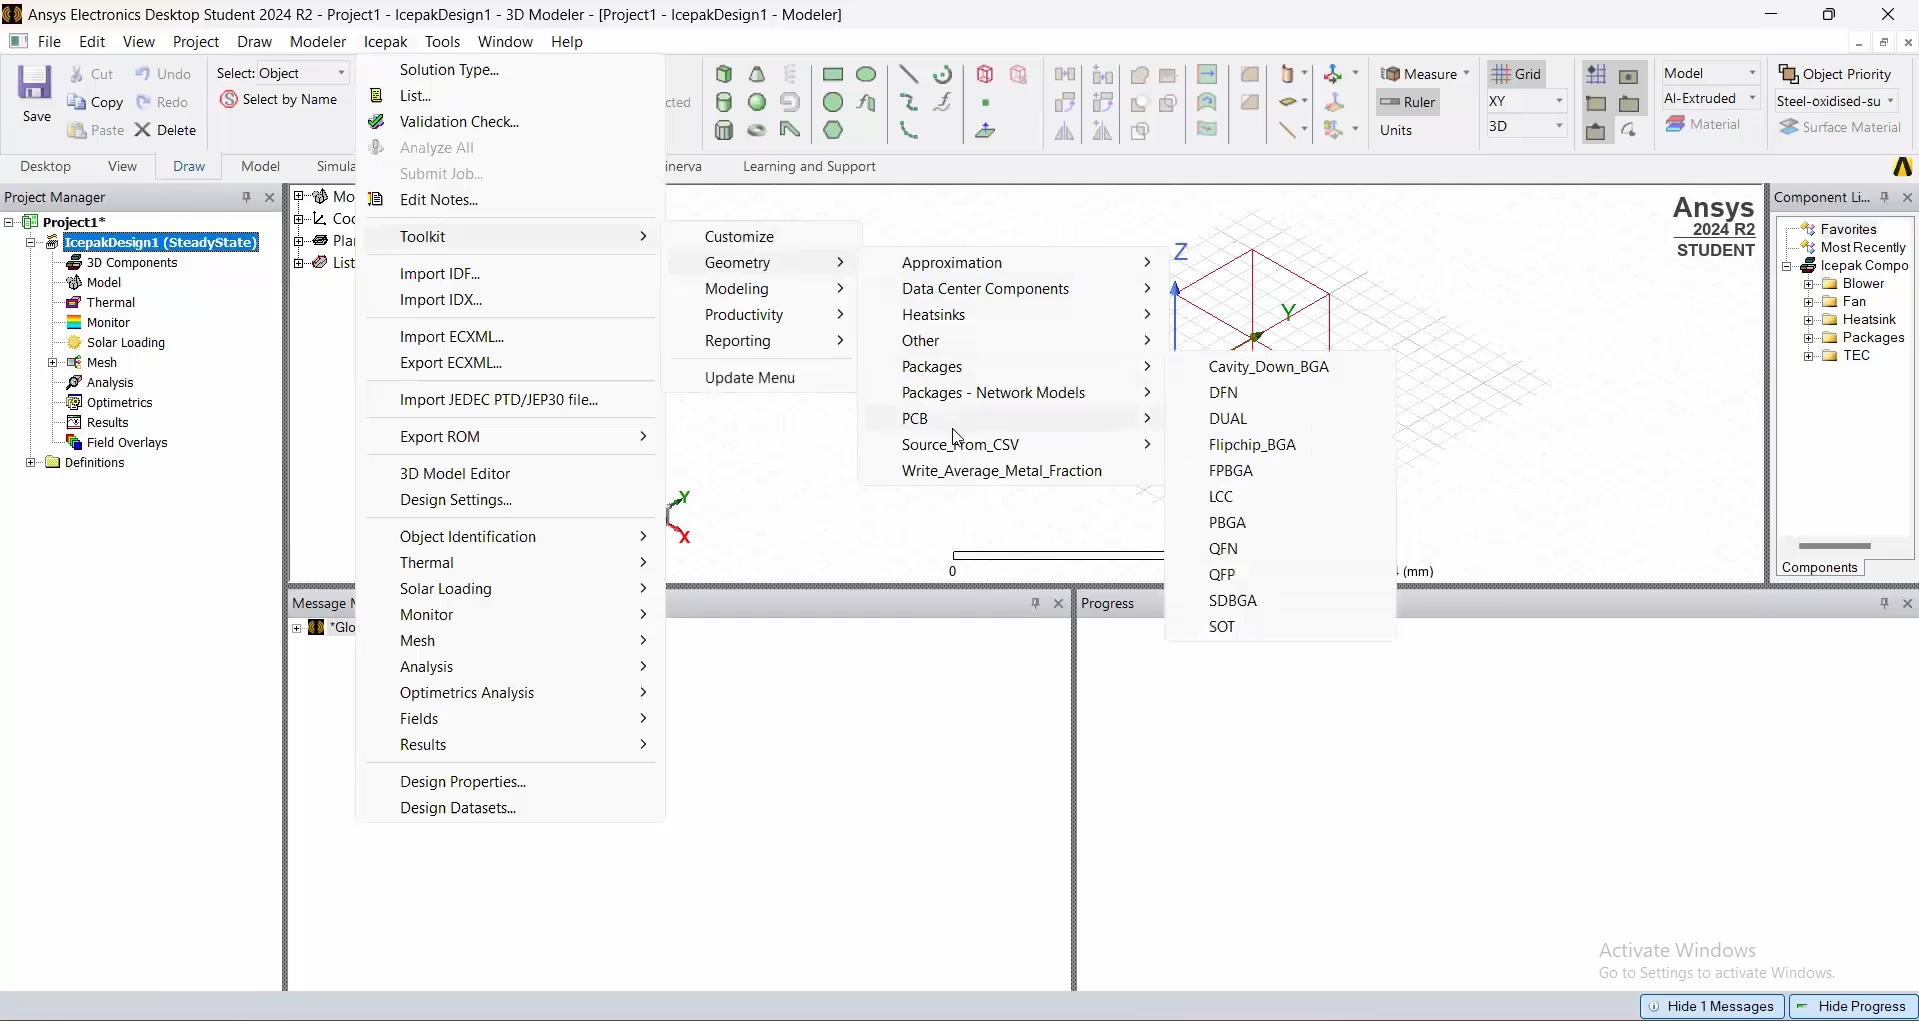 Ansys Electronics Desktop Student 2024 R2 - Project1 - IcepakDesign1 - 3D Modeler - [Project1 - IcepakDesign1 - Modeler]
File Edit View Project Draw Modeler Icepak Tools Window Help
Save
Cut
Copy
Paste
Undo
Redo
Delete
Select: Object
Select by Name
Measure
Ruler
Units
Grid
XY
3D
Model
Al-Extruded
Material
Object Priority
Steel-oxidised-su
Surface Material
Desktop View Draw Model Learning and Support
Project Manager
Project1*
IcepakDesign1 (SteadyState)
3D Components
Model
Thermal
Monitor
Solar Loading
Mesh
Analysis
Optimetrics
Results
Field Overlays
Definitions
Solution Type...
List...
Validation Check...
Analyze All
Submit Job...
Edit Notes...
Toolkit
Import IDF...
Import IDX...
Import ECXML...
Export ECXML...
Import JEDEC PTD/JEP30 file...
Export ROM
3D Model Editor
Design Settings...
Object Identification
Thermal
Solar Loading
Monitor
Mesh
Analysis
Optimetrics Analysis
Fields
Results
Design Properties...
Design Datasets...
Customize
Geometry
Modeling
Productivity
Reporting
Update Menu
Approximation
Data Center Components
Heatsinks
Other
Packages
Packages - Network Models
PCB
Source_From_CSV
Write_Average_Metal_Fraction
Cavity_Down_BGA
DFN
DUAL
Flipchip_BGA
FPBGA
LCC
PBGA
QFN
QFP
SDBGA
SOT
Z
Y
Y
X
0
(mm)
Ansys
2024 R2
STUDENT
Component Li...
Favorites
Most Recently
Icepak Compo
Blower
Fan
Heatsink
Packages
TEC
Components
Message
Progress
Activate Windows
Go to Settings to activate Windows.
Hide 1 Messages
Hide Progress